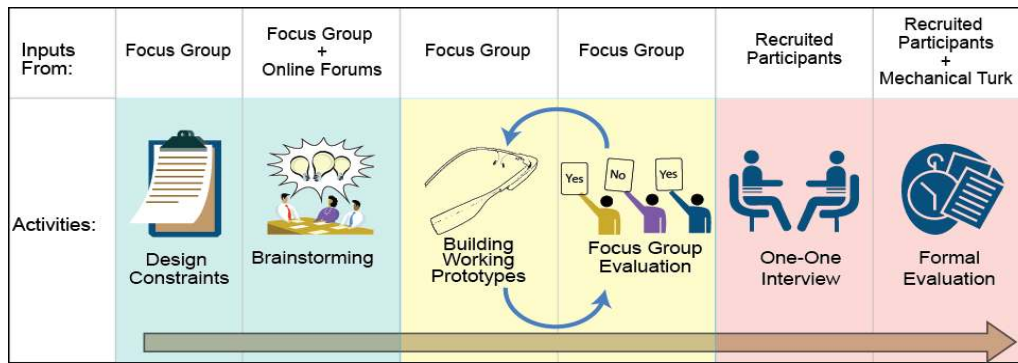 Inputs
From:
Focus Group
Focus Group
+
Online Forums
Focus Group
Focus Group
Recruited
Participants
Recruited
Participants
+
Mechanical Turk
Activities:
Design
Constraints
Brainstorming
Building
Working
Prototypes
Yes
No
Yes
Focus Group
Evaluation
One-One
Interview
Formal
Evaluation